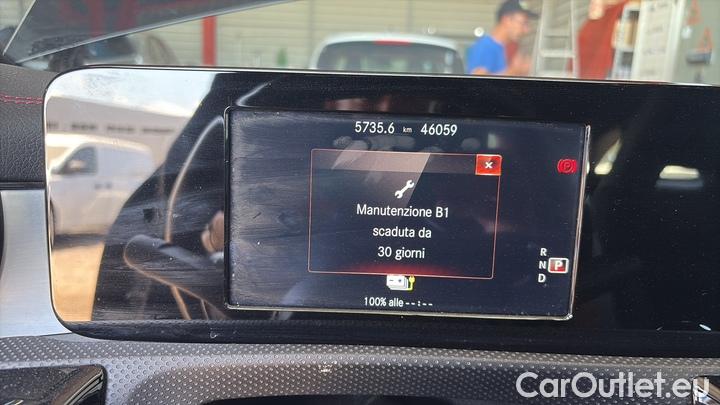 5735.6 km 46059
×
Manutenzione B1
scaduta da
30 giorni
R
N P
D
100% alle --:--
CarOutlet.eu